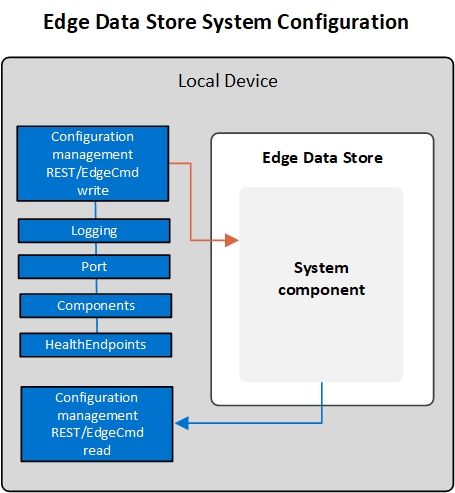 Edge Data Store System Configuration
Local Device
Configuration
management
REST/EdgeCmd
write
Logging
Port
Components
HealthEndpoints
Edge Data Store
System
component
Configuration
management
REST/EdgeCmd
read